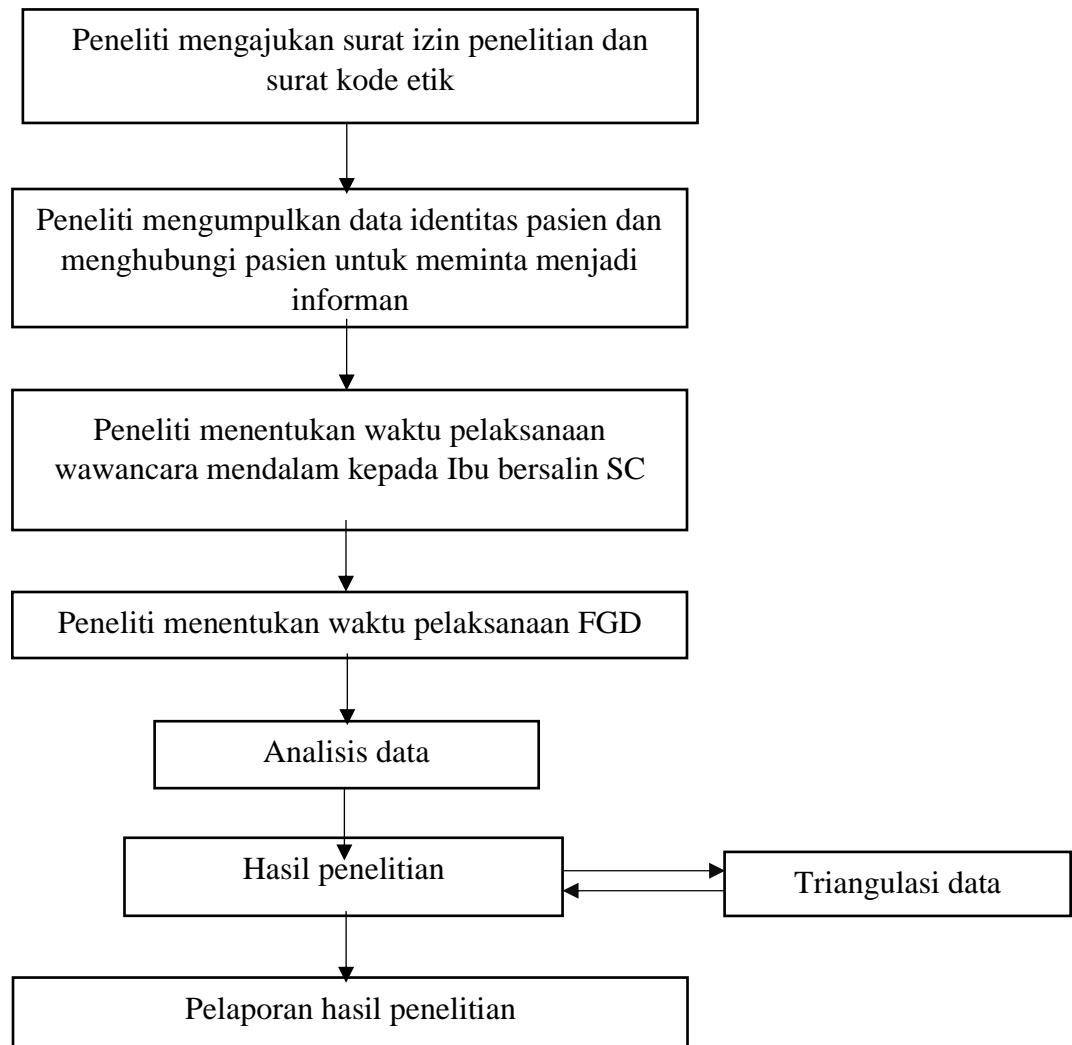 Peneliti mengajukan surat izin penelitian dan
surat kode etik
Peneliti mengumpulkan data identitas pasien dan
menghubungi pasien untuk meminta menjadi
informan
Peneliti menentukan waktu pelaksanaan
wawancara mendalam kepada Ibu bersalin SC
Peneliti menentukan waktu pelaksanaan FGD
Analisis data
Hasil penelitian
Triangulasi data
Pelaporan hasil penelitian